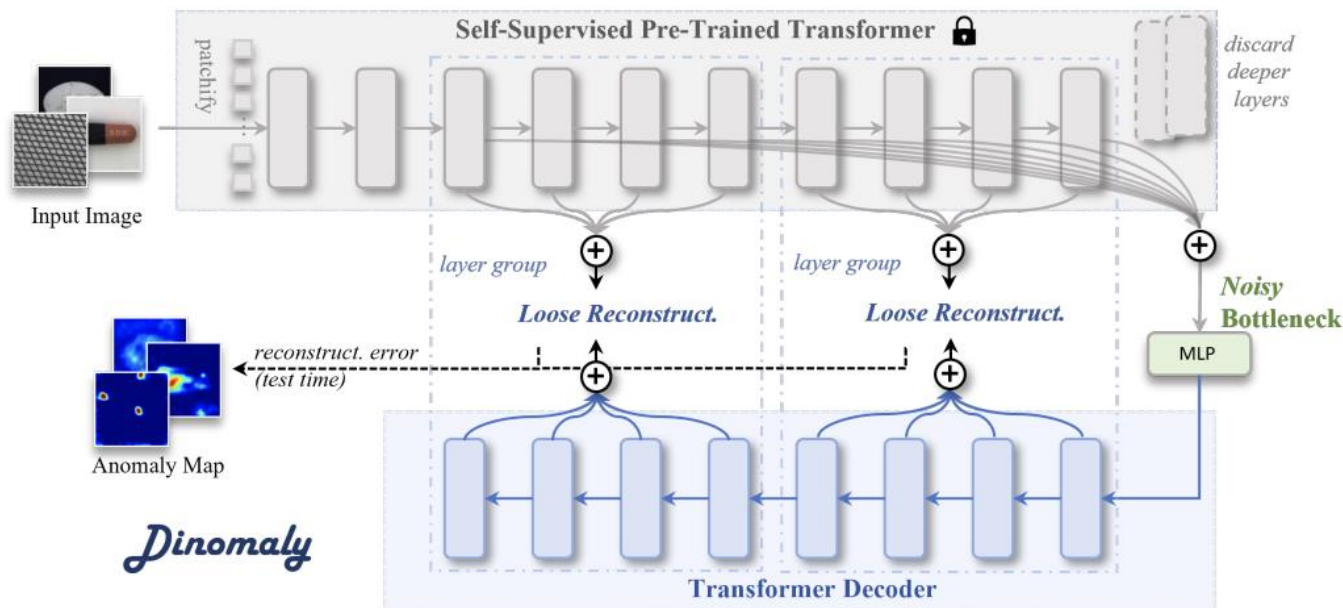 Self-Supervised Pre-Trained Transformer
patchify
discard
deeper
layers
Input Image
layer group
layer group
Loose Reconstruct.
Loose Reconstruct.
Noisy
Bottleneck
MLP
reconstruct. error
(test time)
Anomaly Map
Dinomaly
Transformer Decoder